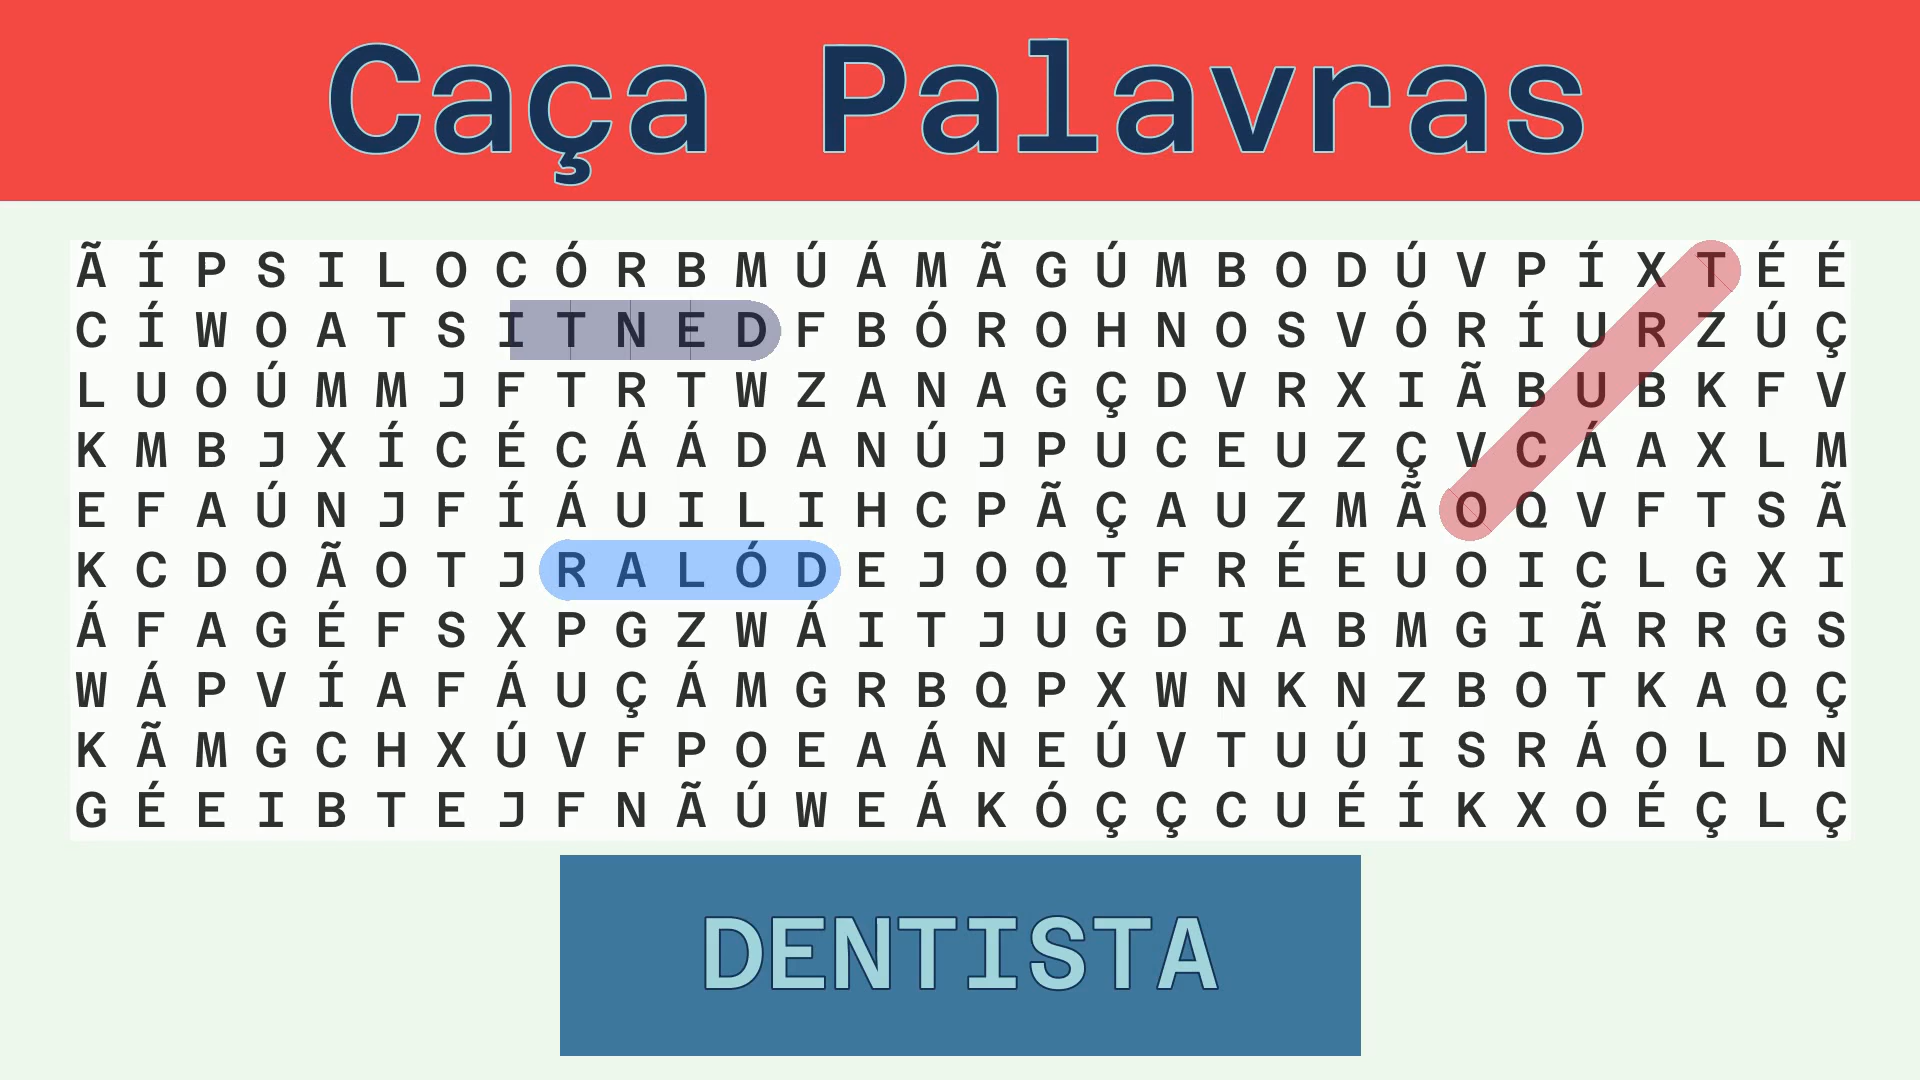 Caça Palavras
Ã Í P S I L O C Ó R B M Ú Á M Ã G Ú M B O D Ú V P Í X T É É
C Í W O A T S I T N E D F B Ó R O H N O S V Ó R Í U R Z Ú Ç
L U O Ú M M J F T R T W Z A N A G Ç D V R X I Ã B U B K F V
K M B J X Í C É C Á Á D A N Ú J P U C E U Z Ç V C Á A X L M
E F A Ú N J F Í Á U I L I H C P Ã Ç A U Z M Ã O Q V F T S Ã
K C D O Ã O T J R A L Ó D E J O Q T F R É E U O I C L G X I
Á F A G É F S X P G Z W Á I T J U G D I A B M G I Ã R R G S
W Á P V Í A F Á U Ç Á M G R B Q P X W N K N Z B O T K A Q Ç
K Ã M G C H X Ú V F P O E A Á N E Ú V T U Ú I S R Á O L D N
G É E I B T E J F N Ã Ú W E Á K Ó Ç Ç C U É Í K X O É Ç L Ç
DENTISTA